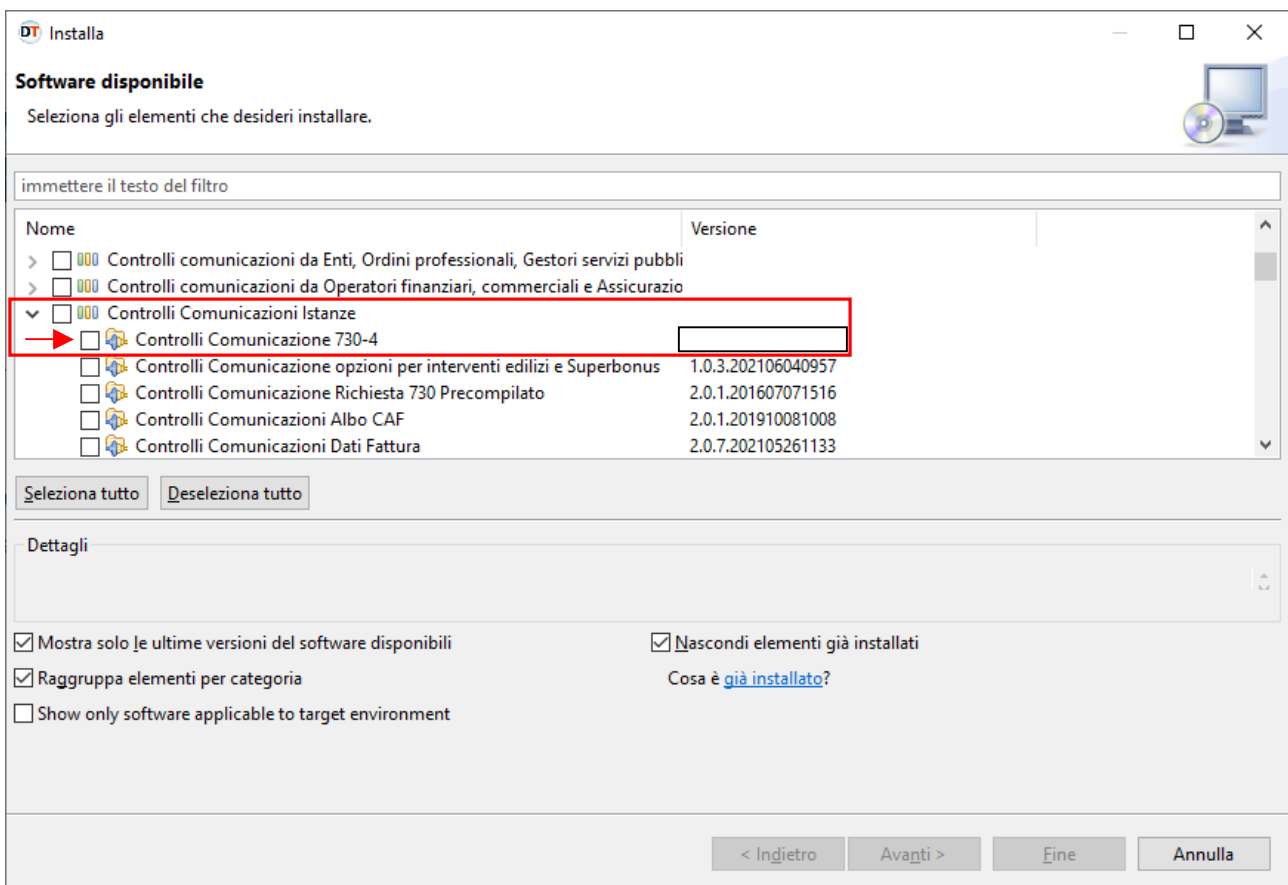 DT Installa
Software disponibile
Seleziona gli elementi che desideri installare.
immettere il testo del filtro
Nome Versione
Controlli comunicazioni da Enti, Ordini professionali, Gestori servizi pubbli
Controlli comunicazioni da Operatori finanziari, commerciali e Assicurazio
Controlli Comunicazioni Istanze
Controlli Comunicazione 730-4
Controlli Comunicazione opzioni per interventi edilizi e Superbonus 1.0.3.202106040957
Controlli Comunicazione Richiesta 730 Precompilato 2.0.1.201607071516
Controlli Comunicazioni Albo CAF 2.0.1.201910081008
Controlli Comunicazioni Dati Fattura 2.0.7.202105261133
Seleziona tutto Deseleziona tutto
Dettagli
Mostra solo le ultime versioni del software disponibili Nascondi elementi già installati
Raggruppa elementi per categoria Cosa è già installato?
Show only software applicable to target environment
< Indietro Avanti > Fine Annulla